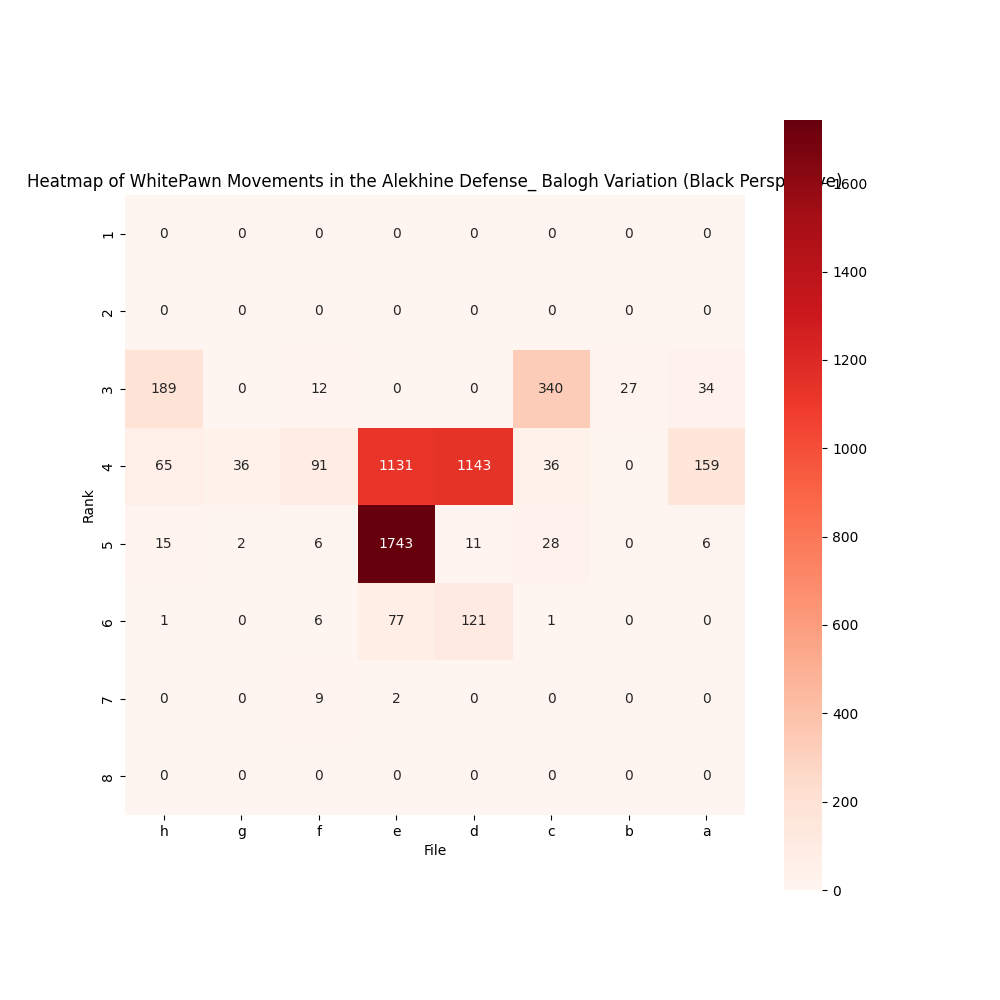 Heatmap of WhitePawn Movements in the Alekhine Defense_ Balogh Variation (Black Persp ve)
1600
1400
1200
1000
800
600
400
200
0
Rank
1 0 0 0 0 0 0 0 0
2 0 0 0 0 0 0 0 0
3 189 0 12 0 0 340 27 34
4 65 36 91 1131 1143 36 0 159
5 15 2 6 1743 11 28 0 6
6 1 0 6 77 121 1 0 0
7 0 0 9 2 0 0 0 0
8 0 0 0 0 0 0 0 0
h g f e d c b a
File